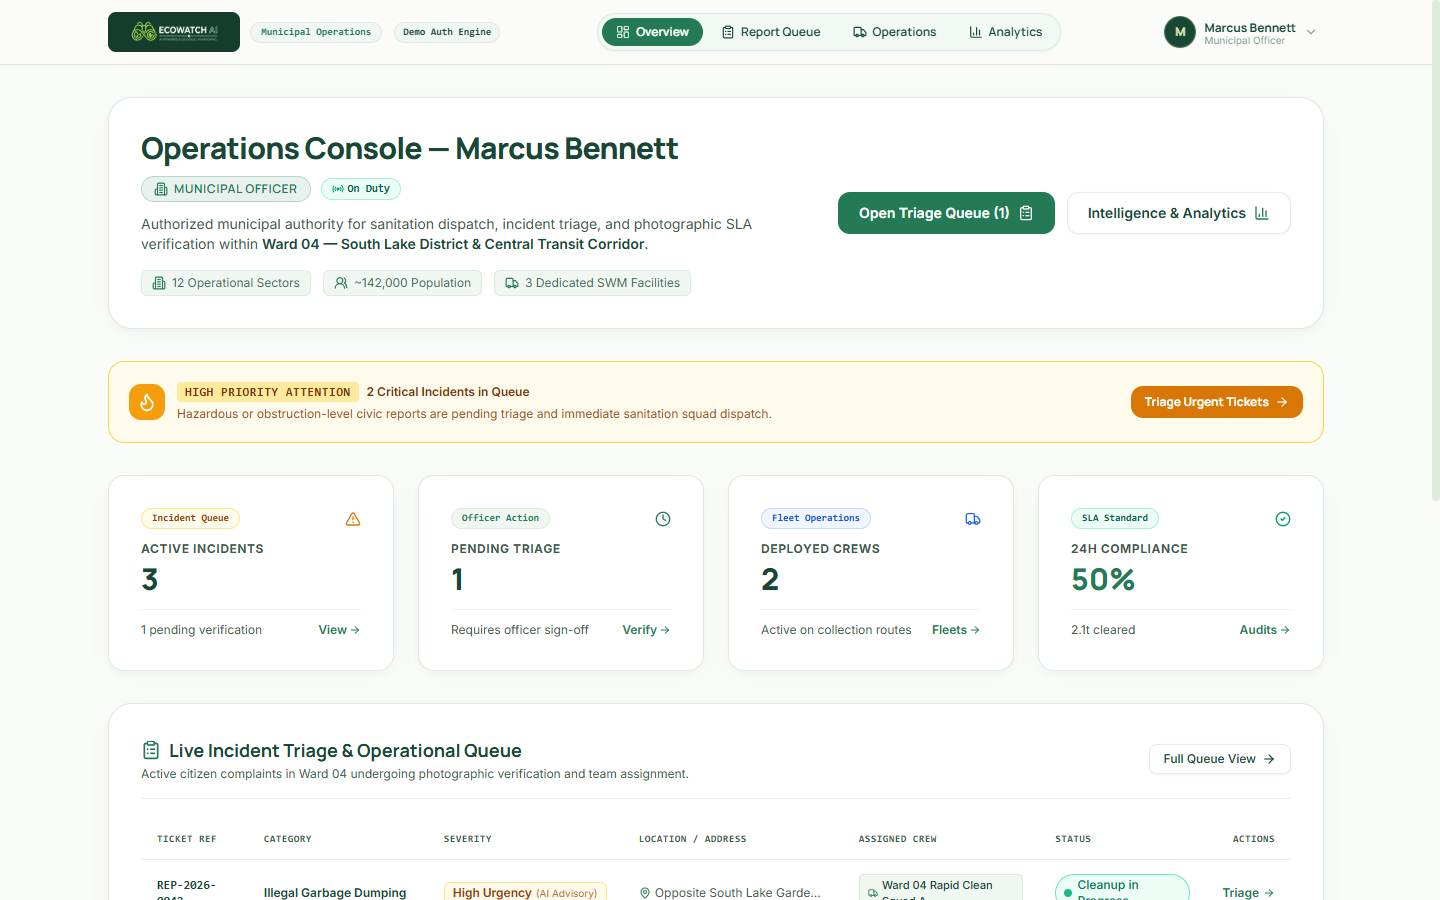 ECOWATCH AI
Municipal Operations
Demo Auth Engine
Overview
Report Queue
Operations
Analytics
M
Marcus Bennett
Municipal Officer
Operations Console — Marcus Bennett
MUNICIPAL OFFICER
On Duty
Authorized municipal authority for sanitation dispatch, incident triage, and photographic SLA
verification within Ward 04 — South Lake District & Central Transit Corridor.
12 Operational Sectors
~142,000 Population
3 Dedicated SWM Facilities
Open Triage Queue (1)
Intelligence & Analytics
HIGH PRIORITY ATTENTION
2 Critical Incidents in Queue
Hazardous or obstruction-level civic reports are pending triage and immediate sanitation squad dispatch.
Triage Urgent Tickets →
Incident Queue
ACTIVE INCIDENTS
3
1 pending verification
View →
Officer Action
PENDING TRIAGE
1
Requires officer sign-off
Verify →
Fleet Operations
DEPLOYED CREWS
2
Active on collection routes
Fleets →
SLA Standard
24H COMPLIANCE
50%
2.1t cleared
Audits →
Live Incident Triage & Operational Queue
Active citizen complaints in Ward 04 undergoing photographic verification and team assignment.
Full Queue View →
TICKET REF
CATEGORY
SEVERITY
LOCATION / ADDRESS
ASSIGNED CREW
STATUS
ACTIONS
REP-2026-
0042
Illegal Garbage Dumping
High Urgency (AI Advisory)
Opposite South Lake Garde...
Ward 04 Rapid Clean
Squad A
Cleanup in
Progress
Triage →